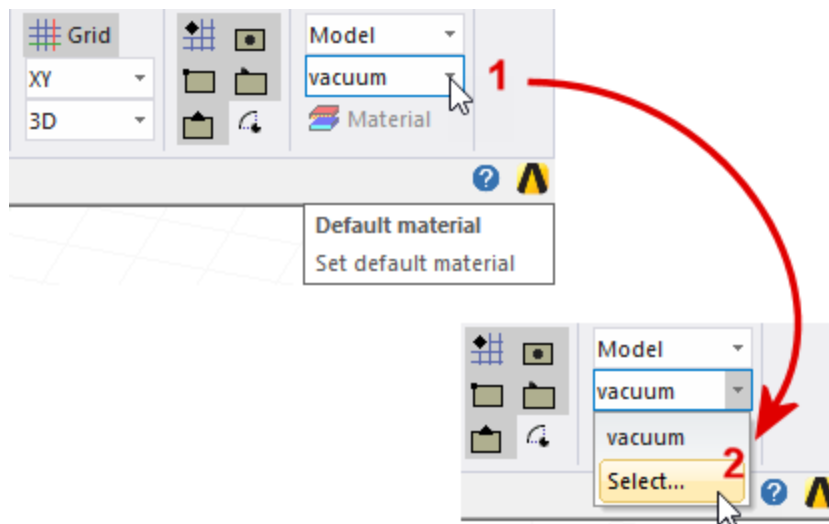 Grid
Model
XY
vacuum
1
3D
Material
?
Default material
Set default material
Model
vacuum
vacuum
Select...
2
?